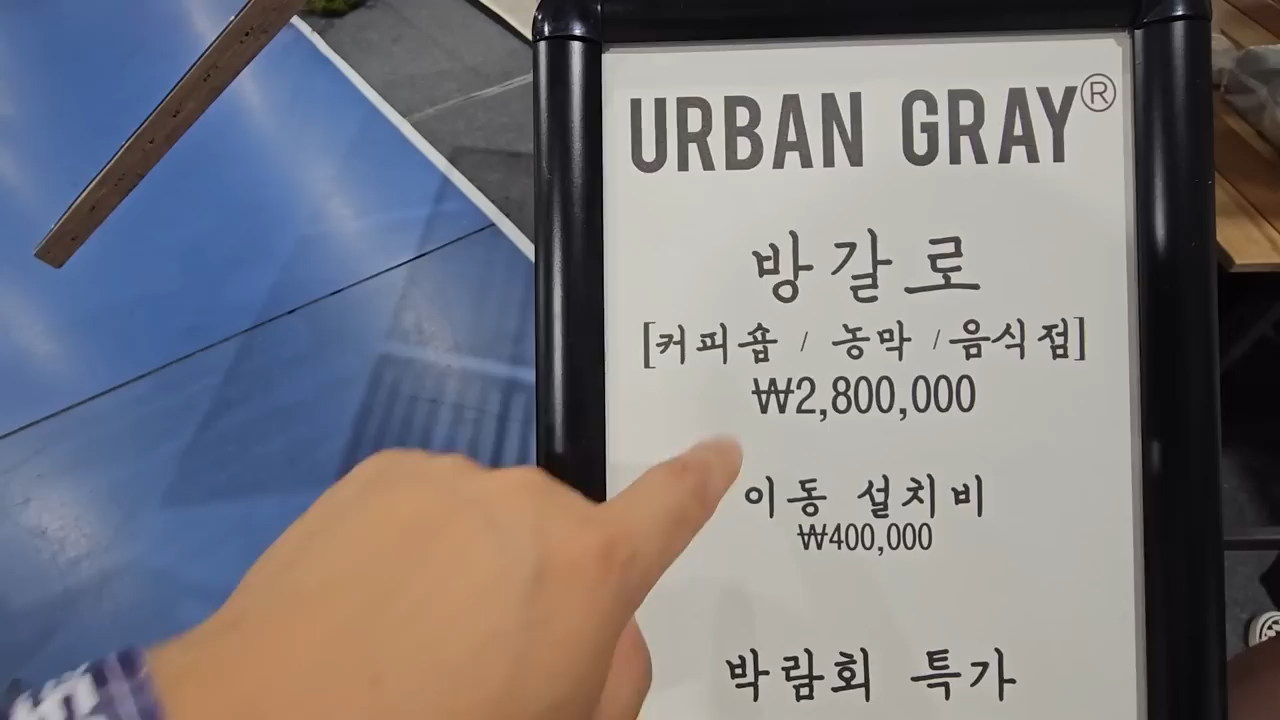 URBAN GRAY®
방갈로
[커피숍 / 농막 / 음식점]
₩2,800,000
이동 설치비
₩400,000
박람회 특가